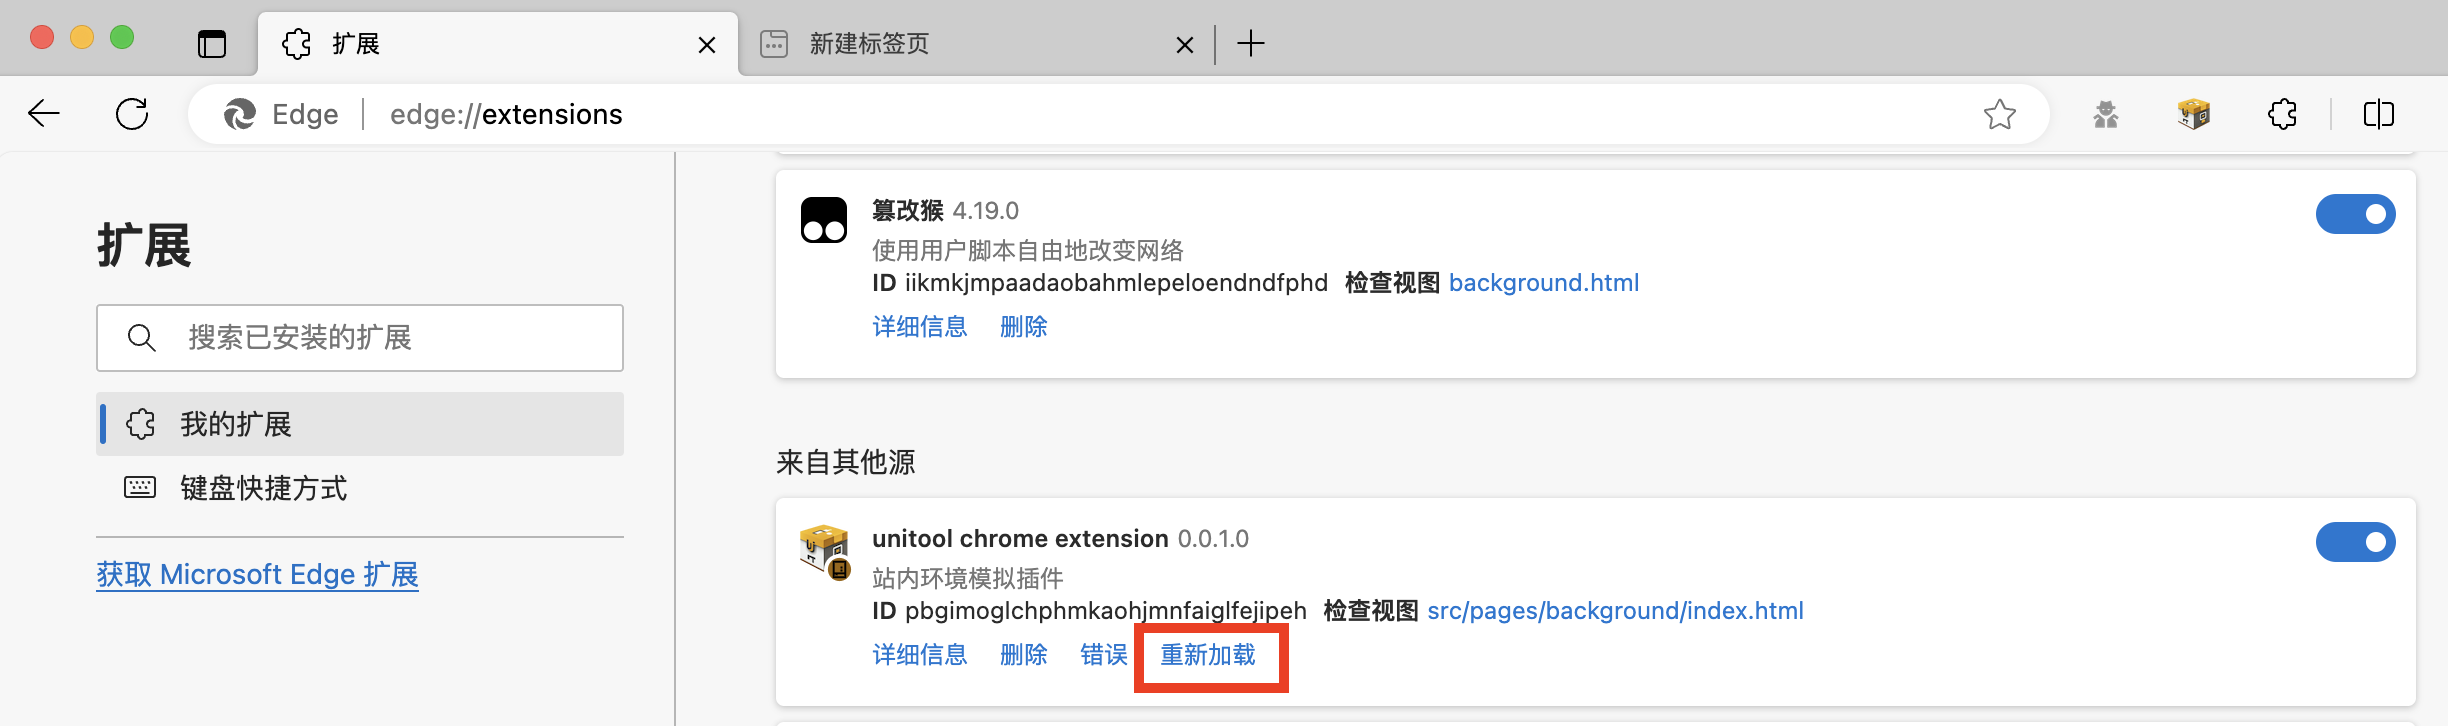 扩展
新建标签页
Edge
edge://extensions
扩展
搜索已安装的扩展
我的扩展
键盘快捷方式
获取 Microsoft Edge 扩展
篡改猴 4.19.0
使用用户脚本自由地改变网络
ID iikmkjmpaadaobahmlepeloendndfphd 检查视图 background.html
详细信息 删除
来自其他源
unitool chrome extension 0.0.1.0
站内环境模拟插件
ID pbgimoglchphmkaohjmnfaiglfejipeh 检查视图 src/pages/background/index.html
详细信息 删除 错误 重新加载